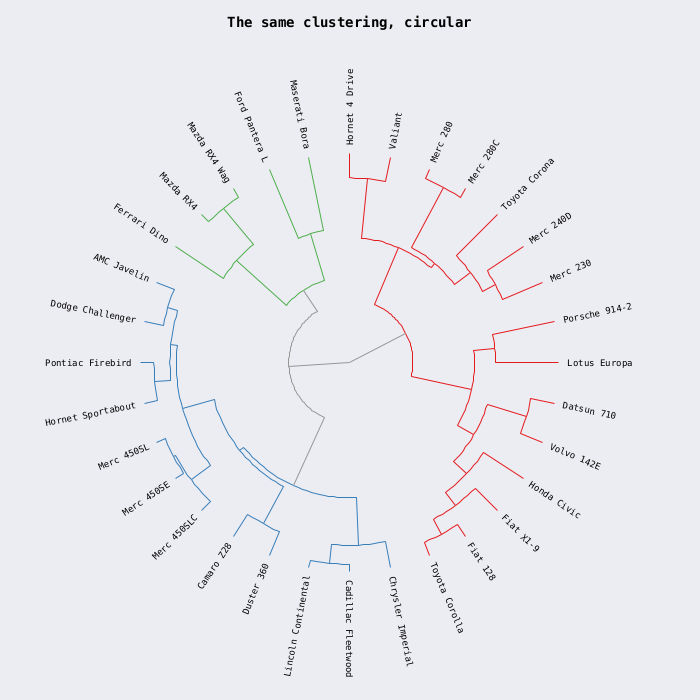 The same clustering, circular
Hornet 4 Drive
Valiant
Merc 280
Merc 280C
Toyota Corona
Merc 240D
Merc 230
Porsche 914-2
Lotus Europa
Datsun 710
Volvo 142E
Honda Civic
Fiat X1-9
Fiat 128
Toyota Corolla
Chrysler Imperial
Cadillac Fleetwood
Lincoln Continental
Duster 360
Camaro Z28
Merc 450SLC
Merc 450SE
Merc 450SL
Hornet Sportabout
Pontiac Firebird
Dodge Challenger
AMC Javelin
Ferrari Dino
Mazda RX4
Mazda RX4 Wag
Ford Pantera L
Maserati Bora